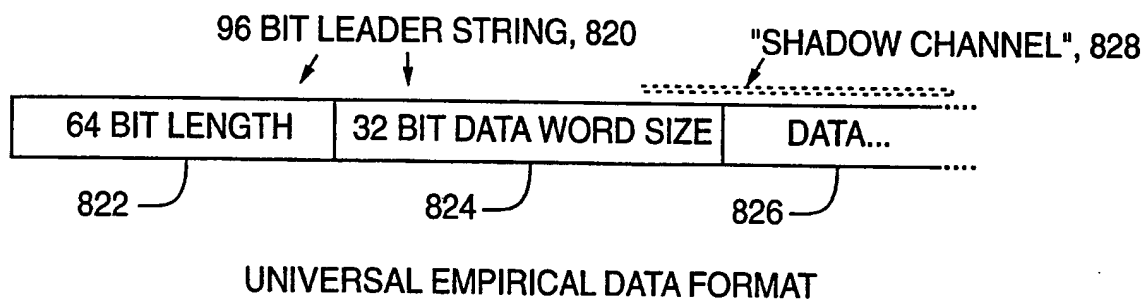 96 BIT LEADER STRING, 820
"SHADOW CHANNEL", 828
64 BIT LENGTH
32 BIT DATA WORD SIZE
DATA...
822
824
826
UNIVERSAL EMPIRICAL DATA FORMAT